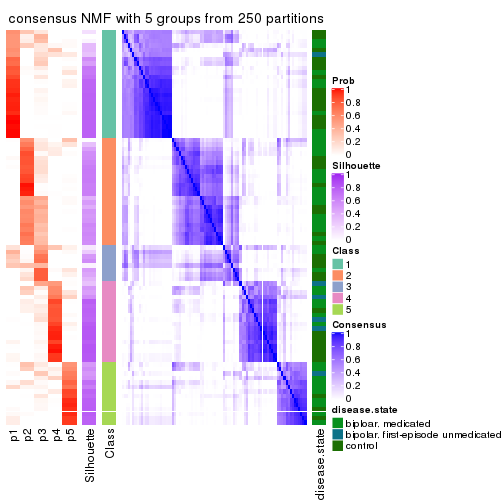 consensus NMF with 5 groups from 250 partitions
Prob
1
0.8
0.6
0.4
0.2
0
Silhouette
1
0.8
0.6
0.4
0.2
0
Class
1
2
3
4
5
Consensus
1
0.8
0.6
0.4
0.2
0
disease.state
biploar. medicated
bipolar. first-episode unmedicated
control
p1
p2
p3
p4
p5
Silhouette
Class
disease.state